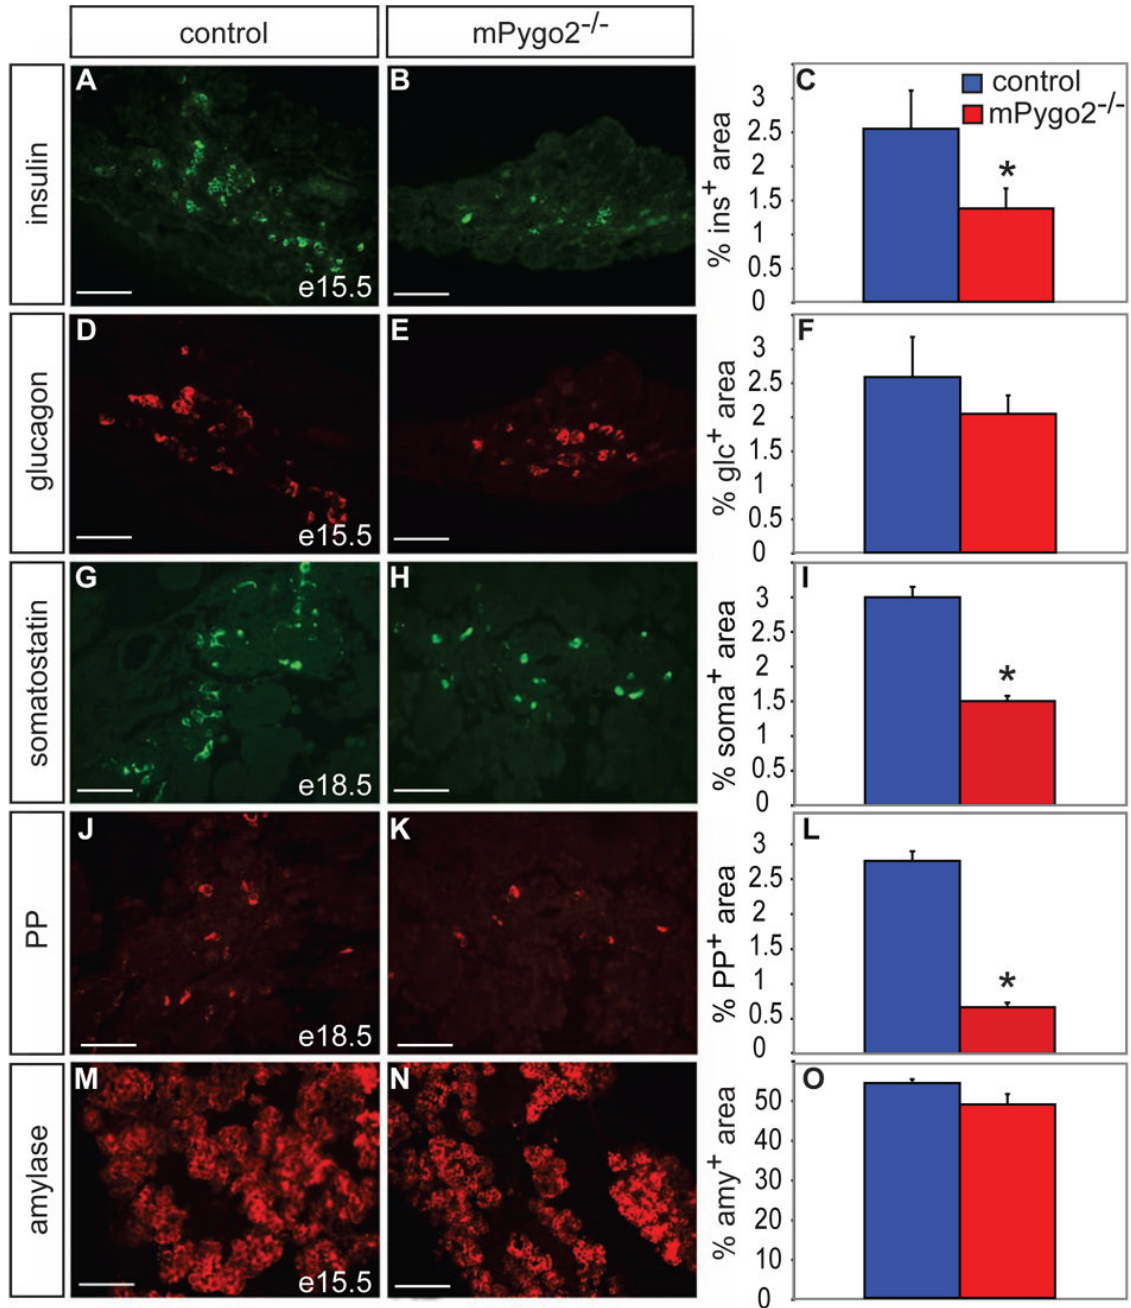 control mPygo2-/-
insulin
A
e15.5
B
C
control
mPygo2-/-
*
% ins+ area
3
2.5
2
1.5
1
0.5
0
glucagon
D
e15.5
E
F
% glc+ area
3
2.5
2
1.5
1
0.5
0
somatostatin
G
e18.5
H
I
*
% soma+ area
3
2.5
2
1.5
1
0.5
0
PP
J
e18.5
K
L
*
% PP+ area
3
2.5
2
1.5
1
0.5
0
amylase
M
e15.5
N
O
% amy+ area
50
40
30
20
10
0